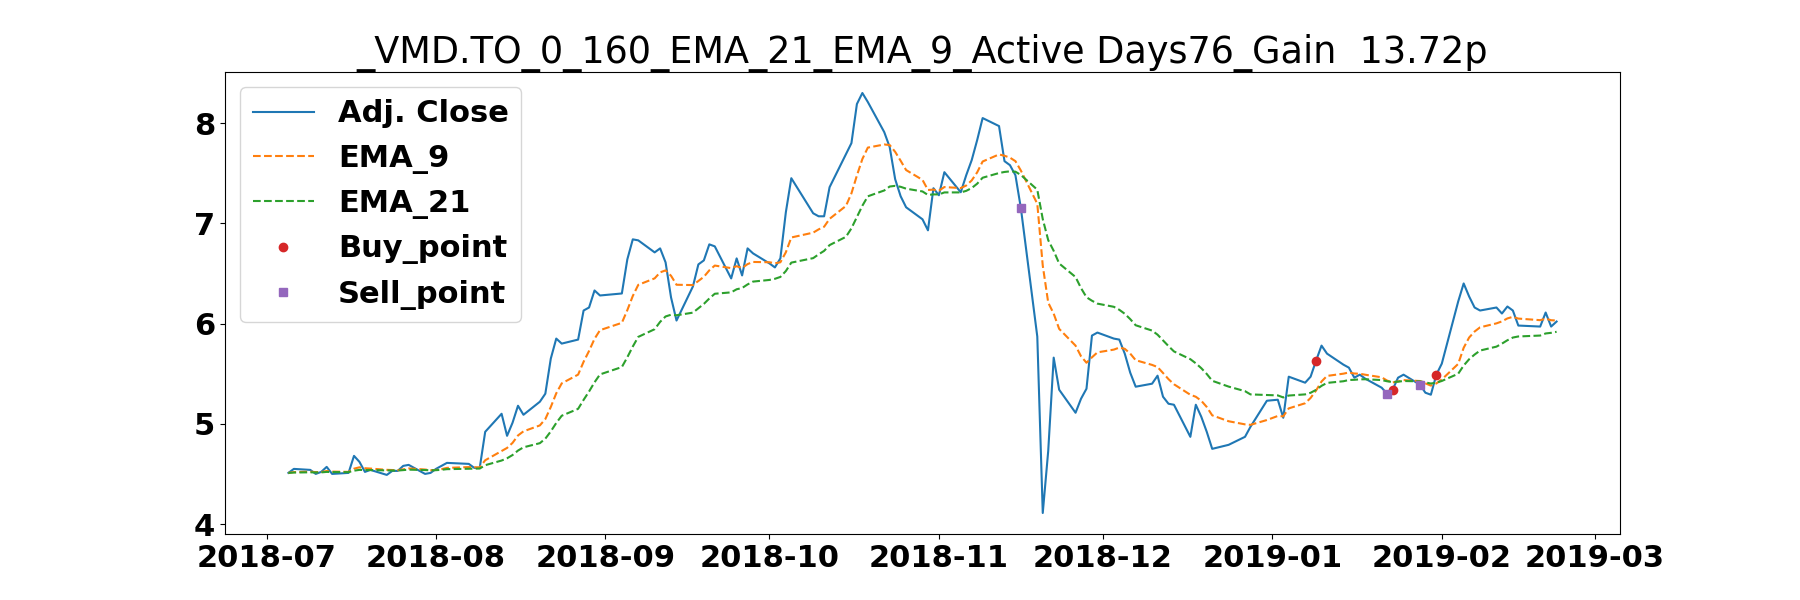 _VMD.TO_0_160_EMA_21_EMA_9_Active Days76_Gain  13.72p
Adj. Close
EMA_9
EMA_21
Buy_point
Sell_point
8
7
6
5
4
2018-07 2018-08 2018-09 2018-10 2018-11 2018-12 2019-01 2019-02 2019-03